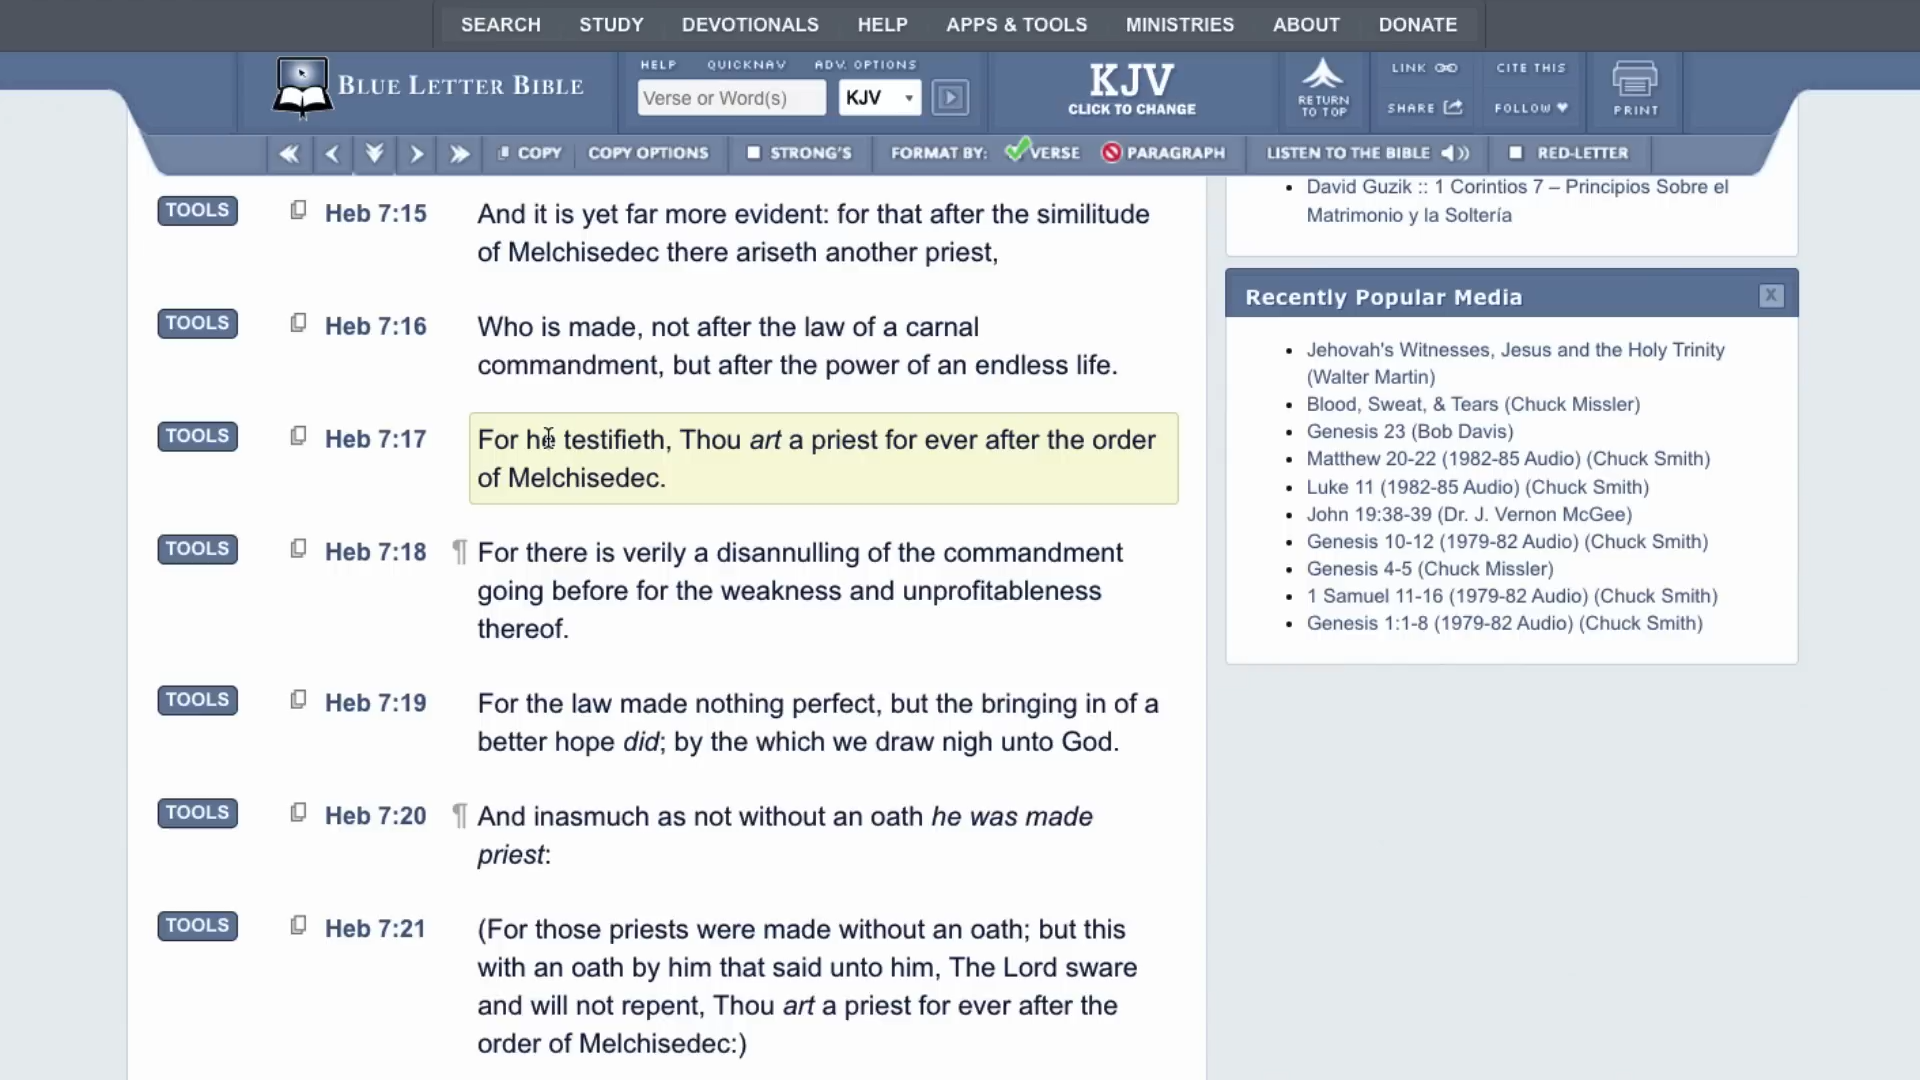 SEARCH STUDY DEVOTIONALS HELP APPS & TOOLS MINISTRIES ABOUT DONATE
BLUE LETTER BIBLE
HELP QUICKNAV ADV. OPTIONS
Verse or Word(s) KJV
KJV
CLICK TO CHANGE
RETURN
TO TOP
LINK
SHARE
CITE THIS
FOLLOW
PRINT
COPY COPY OPTIONS STRONG'S FORMAT BY: VERSE PARAGRAPH LISTEN TO THE BIBLE RED-LETTER
TOOLS Heb 7:15 And it is yet far more evident: for that after the similitude
of Melchisedec there ariseth another priest,
TOOLS Heb 7:16 Who is made, not after the law of a carnal
commandment, but after the power of an endless life.
TOOLS Heb 7:17 For he testifieth, Thou art a priest for ever after the order
of Melchisedec.
TOOLS Heb 7:18 ¶ For there is verily a disannulling of the commandment
going before for the weakness and unprofitableness
thereof.
TOOLS Heb 7:19 For the law made nothing perfect, but the bringing in of a
better hope did; by the which we draw nigh unto God.
TOOLS Heb 7:20 ¶ And inasmuch as not without an oath he was made
priest:
TOOLS Heb 7:21 (For those priests were made without an oath; but this
with an oath by him that said unto him, The Lord sware
and will not repent, Thou art a priest for ever after the
order of Melchisedec:)
• David Guzik :: 1 Corintios 7 – Principios Sobre el
Matrimonio y la Soltería
Recently Popular Media X
• Jehovah's Witnesses, Jesus and the Holy Trinity
(Walter Martin)
• Blood, Sweat, & Tears (Chuck Missler)
• Genesis 23 (Bob Davis)
• Matthew 20-22 (1982-85 Audio) (Chuck Smith)
• Luke 11 (1982-85 Audio) (Chuck Smith)
• John 19:38-39 (Dr. J. Vernon McGee)
• Genesis 10-12 (1979-82 Audio) (Chuck Smith)
• Genesis 4-5 (Chuck Missler)
• 1 Samuel 11-16 (1979-82 Audio) (Chuck Smith)
• Genesis 1:1-8 (1979-82 Audio) (Chuck Smith)